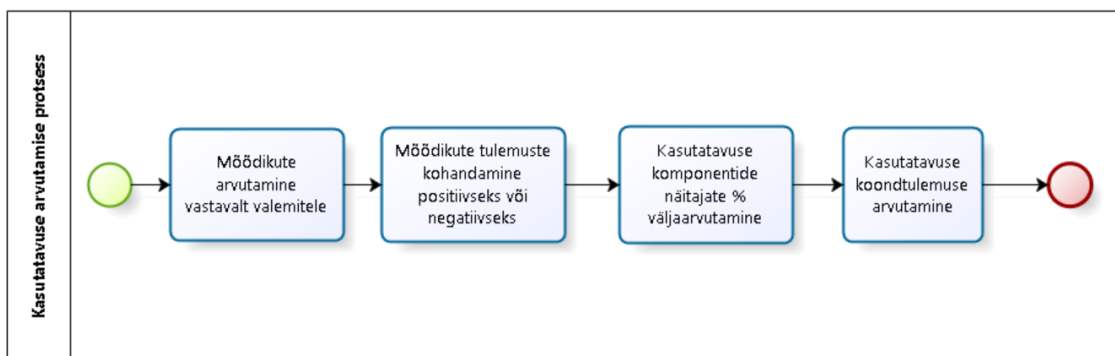 Kasutatavuse arvutamise protsess
Mõõdikute
arvutamine
vastavalt valemitele
Mõõdikute tulemuste
kohandamine
positiivseks või
negatiivseks
Kasutatavuse
komponentide
näitajate %
väljaarvutamine
Kasutatavuse
koondtulemuse
arvutamine